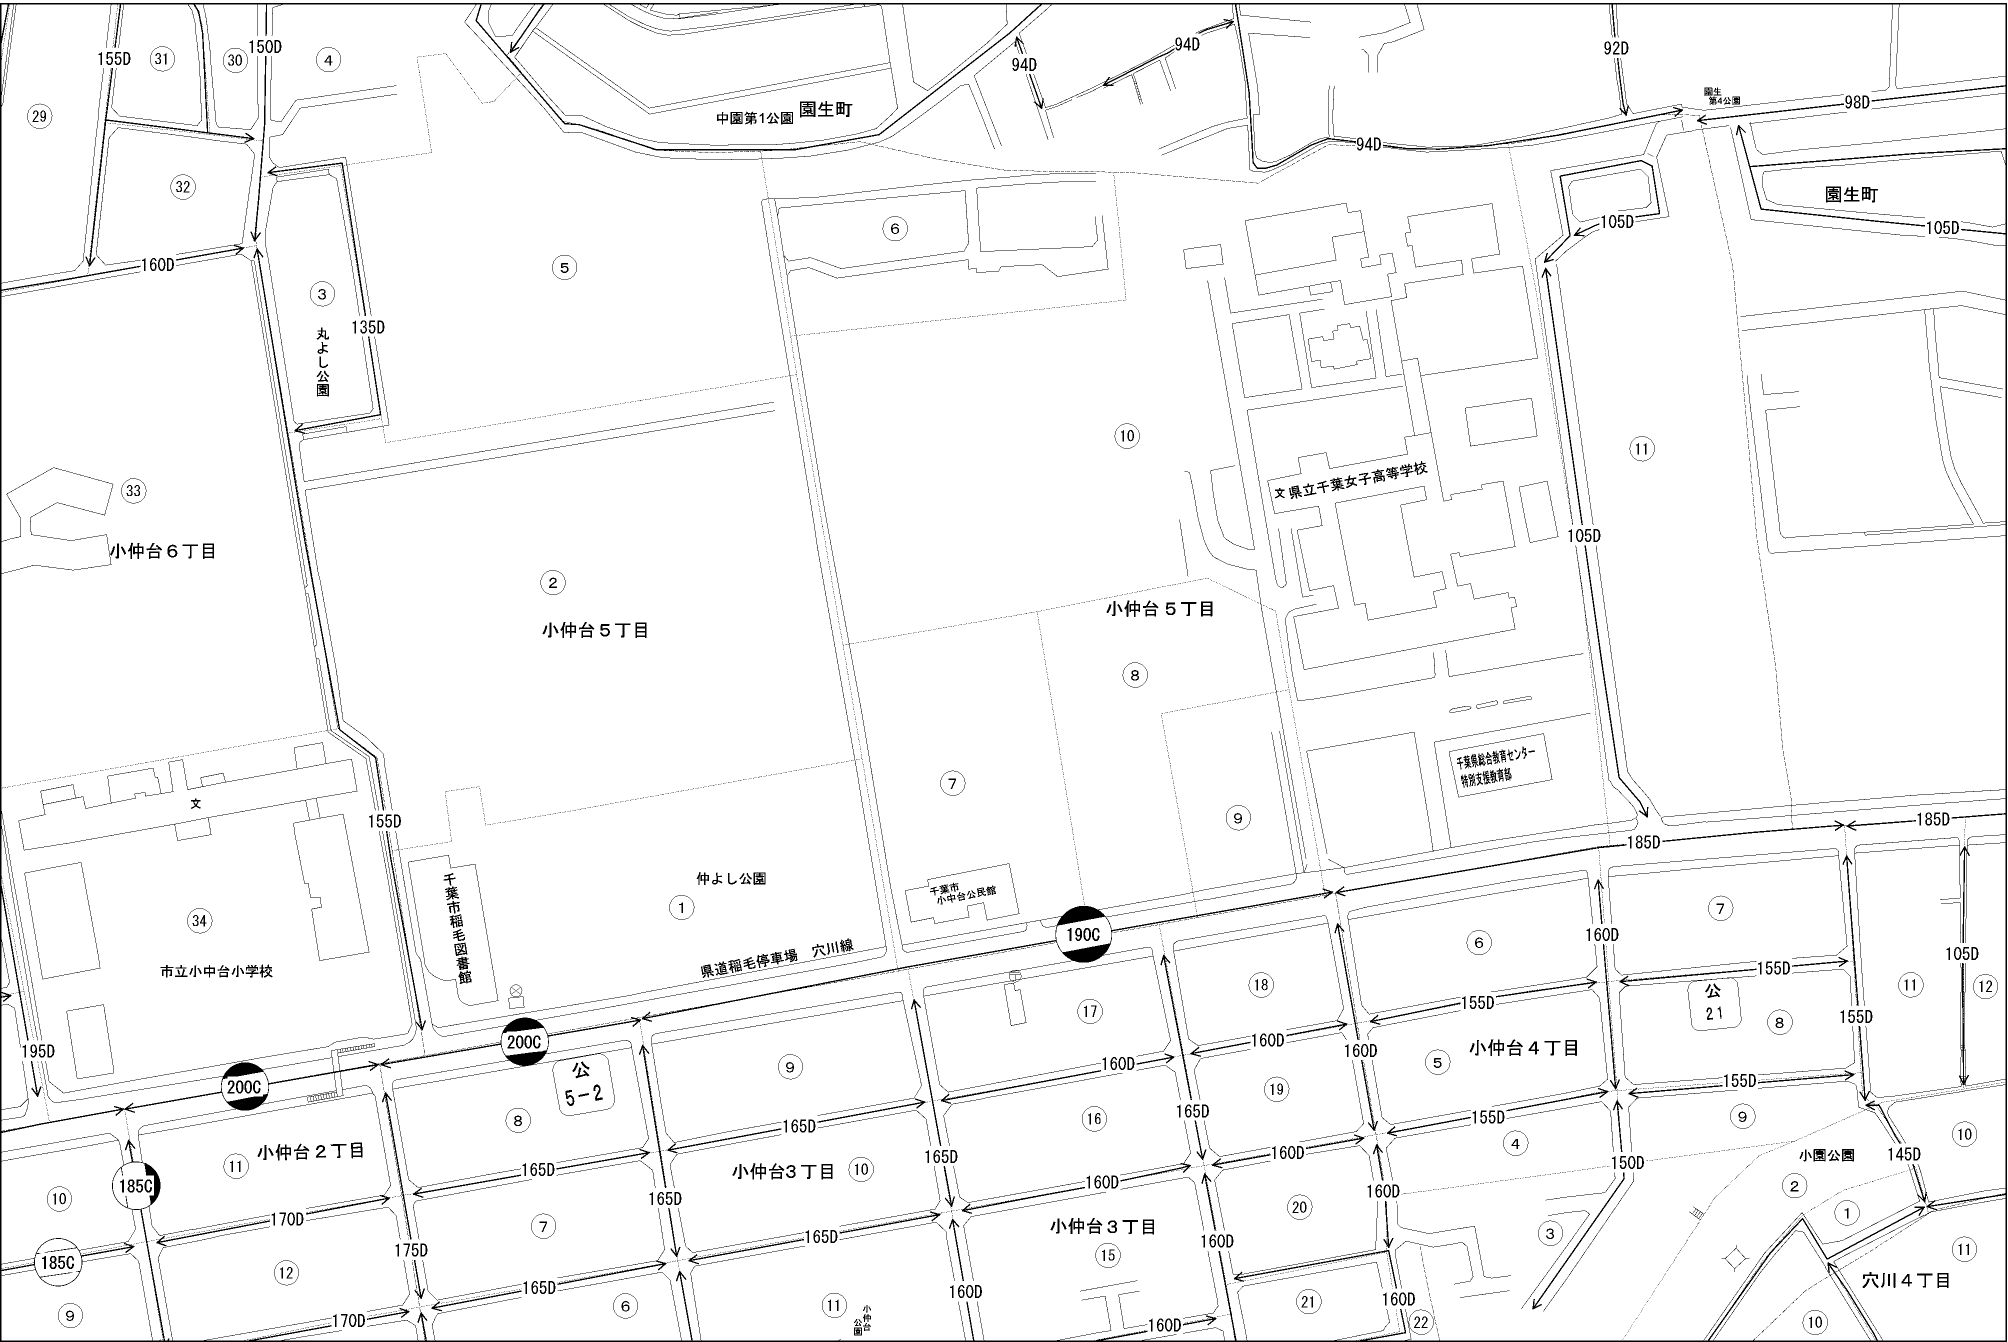 155D
31
30
150D
4
29
32
160D
中園第1公園
園生町
94D
94D
92D
園生
第4公園
98D
94D
園生町
105D
105D
5
6
3
丸よし公園
135D
33
小仲台６丁目
2
小仲台５丁目
10
文 県立千葉女子高等学校
11
105D
小仲台５丁目
8
7
9
千葉県総合教育センター
特別支援教育部
文
34
市立小中台小学校
155D
千葉市稲毛図書館
仲よし公園
1
県道稲毛停車場 穴川線
千葉市
小中台公民館
190C
185D
185D
195D
200C
200C
公
5-2
9
17
18
6
7
160D
155D
155D
公
21
8
155D
11
105D
12
160D
160D
160D
5
小仲台４丁目
155D
155D
9
10
11
小仲台２丁目
8
165D
16
165D
19
185C
10
165D
165D
小仲台3丁目
10
165D
160D
160D
4
150D
小園公園
145D
2
1
170D
175D
7
165D
小仲台３丁目
15
160D
20
160D
3
185C
12
165D
160D
11
穴川４丁目
10
9
170D
6
11
小仲台
公園
160D
21
160D
22